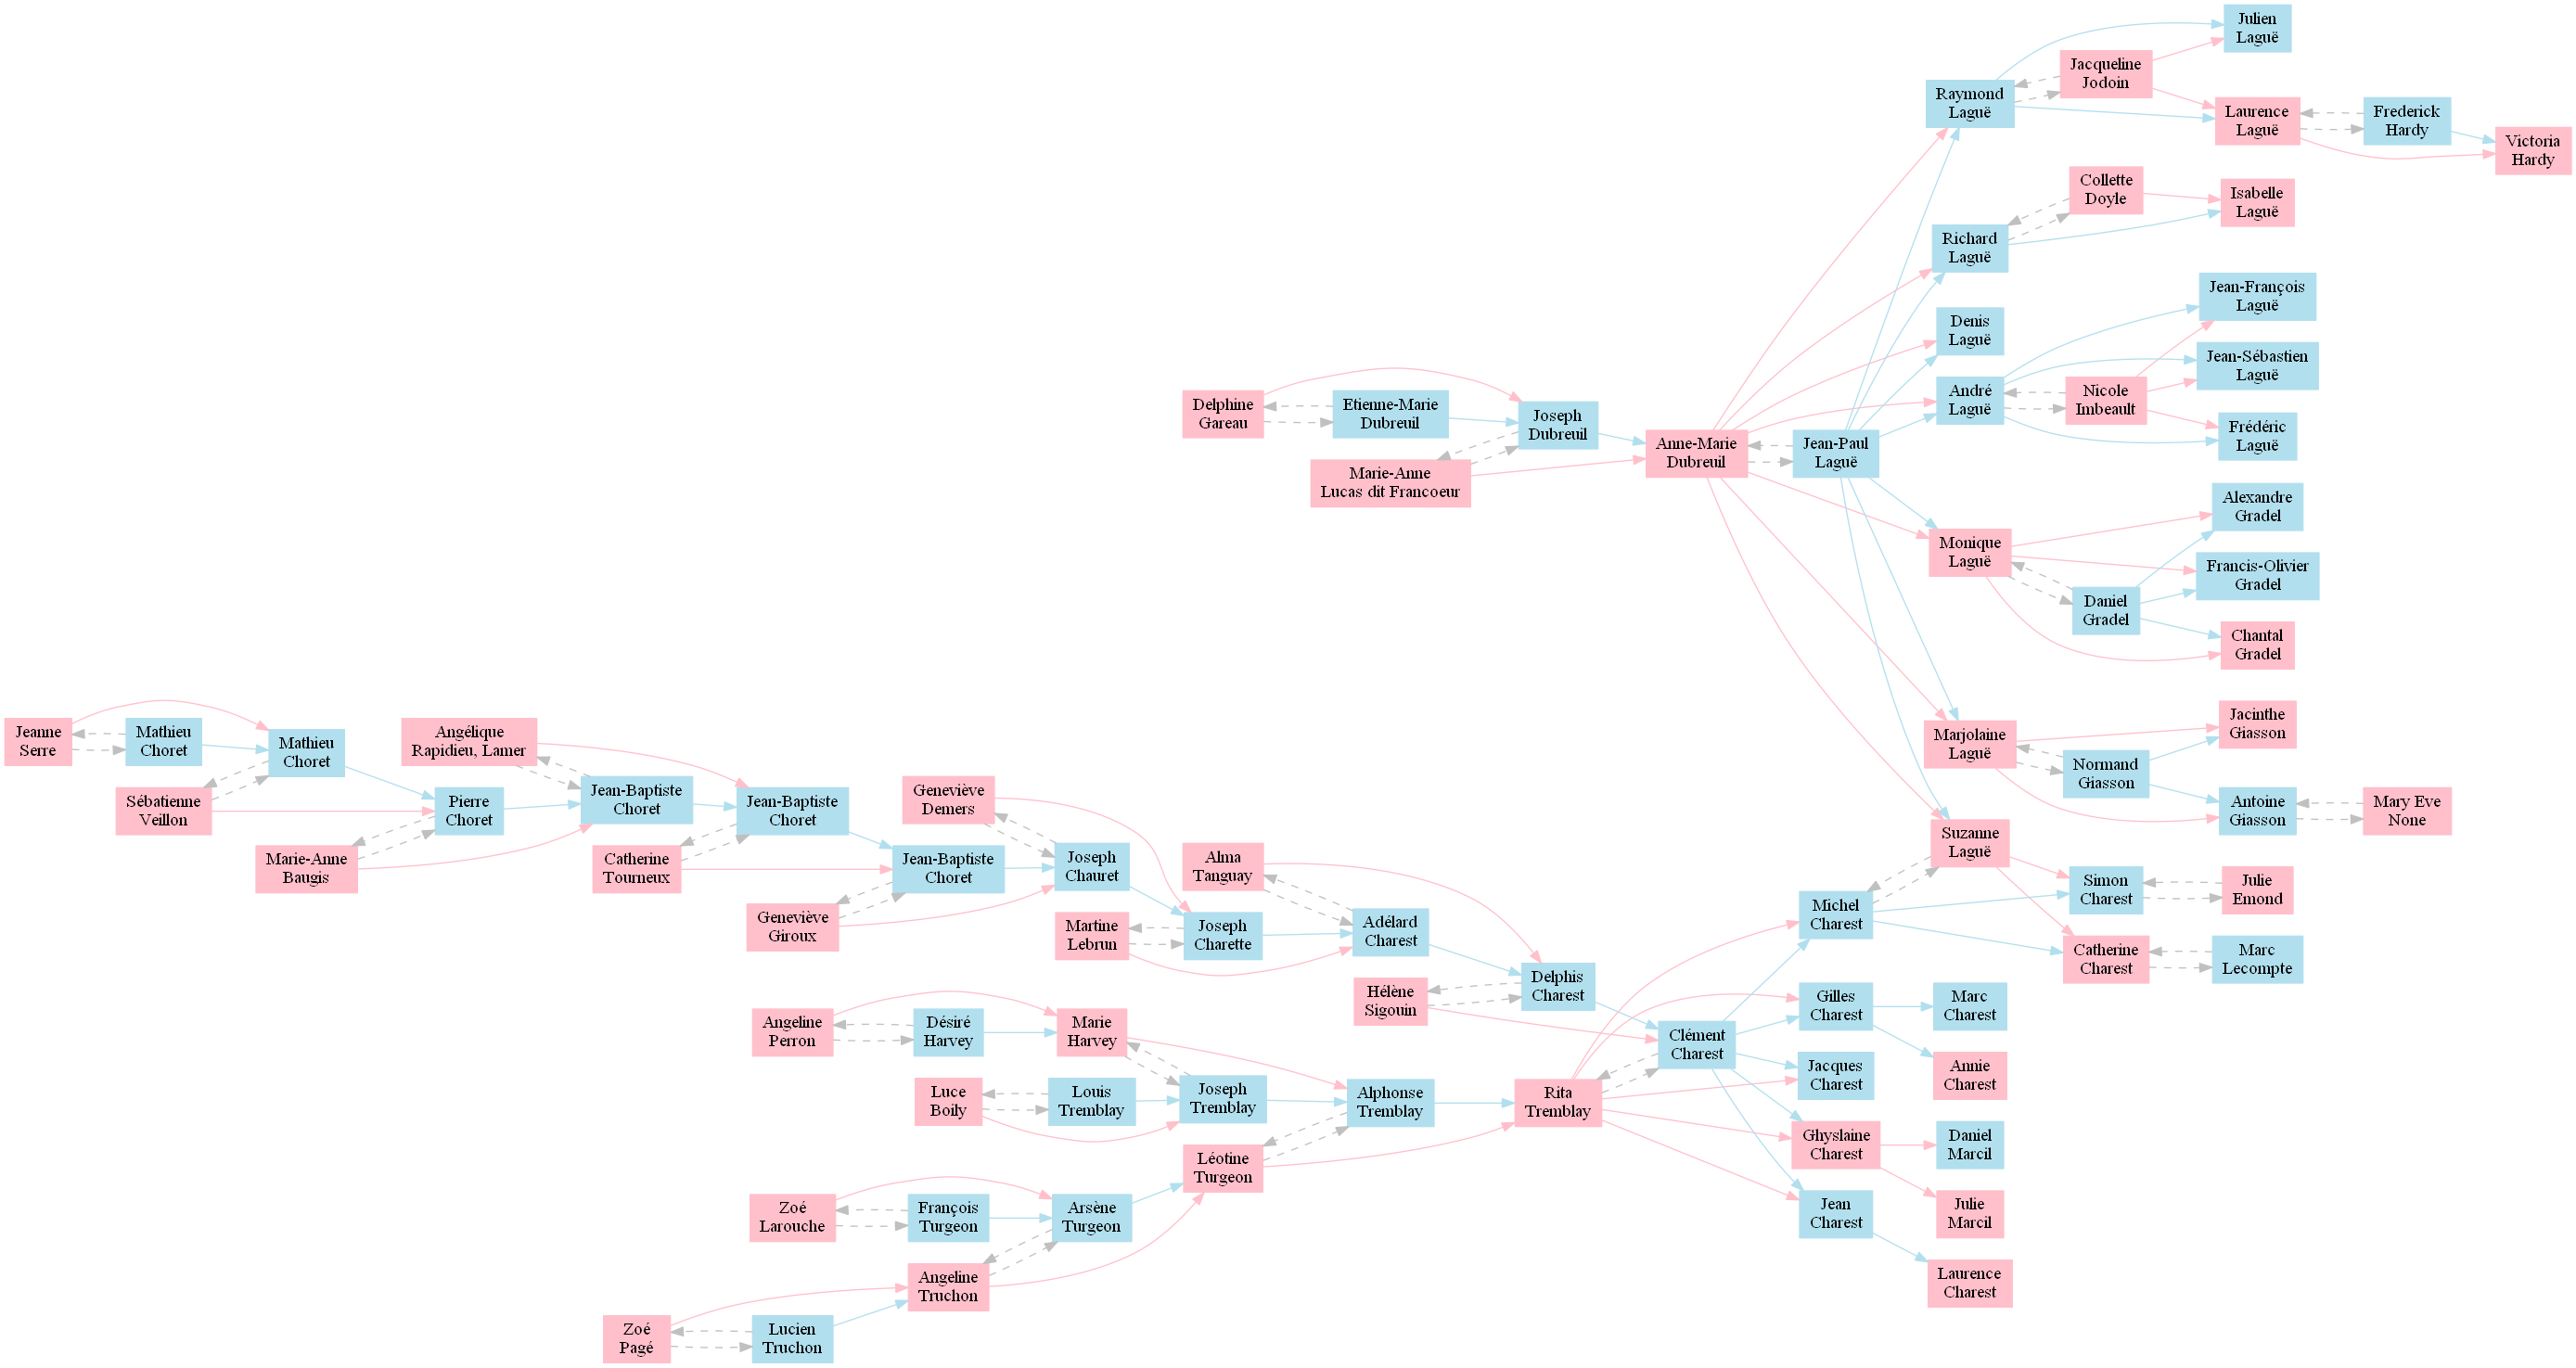 Julien
Laguë
Jacqueline
Jodoin
Raymond
Laguë
Laurence
Laguë
Frederick
Hardy
Victoria
Hardy
Collette
Doyle
Isabelle
Laguë
Richard
Laguë
Jean-François
Laguë
Denis
Laguë
Jean-Sébastien
Laguë
André
Laguë
Nicole
Imbeault
Delphine
Gareau
Etienne-Marie
Dubreuil
Joseph
Dubreuil
Frédéric
Laguë
Anne-Marie
Dubreuil
Jean-Paul
Laguë
Marie-Anne
Lucas dit Francoeur
Alexandre
Gradel
Monique
Laguë
Francis-Olivier
Gradel
Daniel
Gradel
Chantal
Gradel
Jacinthe
Giasson
Jeanne
Serre
Mathieu
Choret
Mathieu
Choret
Angélique
Rapidieu, Lamer
Marjolaine
Laguë
Normand
Giasson
Sébatienne
Veillon
Pierre
Choret
Jean-Baptiste
Choret
Jean-Baptiste
Choret
Geneviève
Demers
Antoine
Giasson
Mary Eve
None
Suzanne
Laguë
Marie-Anne
Baugis
Catherine
Tourneux
Jean-Baptiste
Choret
Joseph
Chauret
Alma
Tanguay
Simon
Charest
Julie
Emond
Michel
Charest
Geneviève
Giroux
Martine
Lebrun
Joseph
Charette
Adélard
Charest
Catherine
Charest
Marc
Lecompte
Delphis
Charest
Hélène
Sigouin
Gilles
Charest
Marc
Charest
Angeline
Perron
Désiré
Harvey
Marie
Harvey
Clément
Charest
Jacques
Charest
Annie
Charest
Luce
Boily
Louis
Tremblay
Joseph
Tremblay
Alphonse
Tremblay
Rita
Tremblay
Ghyslaine
Charest
Daniel
Marcil
Léotine
Turgeon
Zoé
Larouche
François
Turgeon
Arsène
Turgeon
Jean
Charest
Julie
Marcil
Angeline
Truchon
Laurence
Charest
Zoé
Pagé
Lucien
Truchon